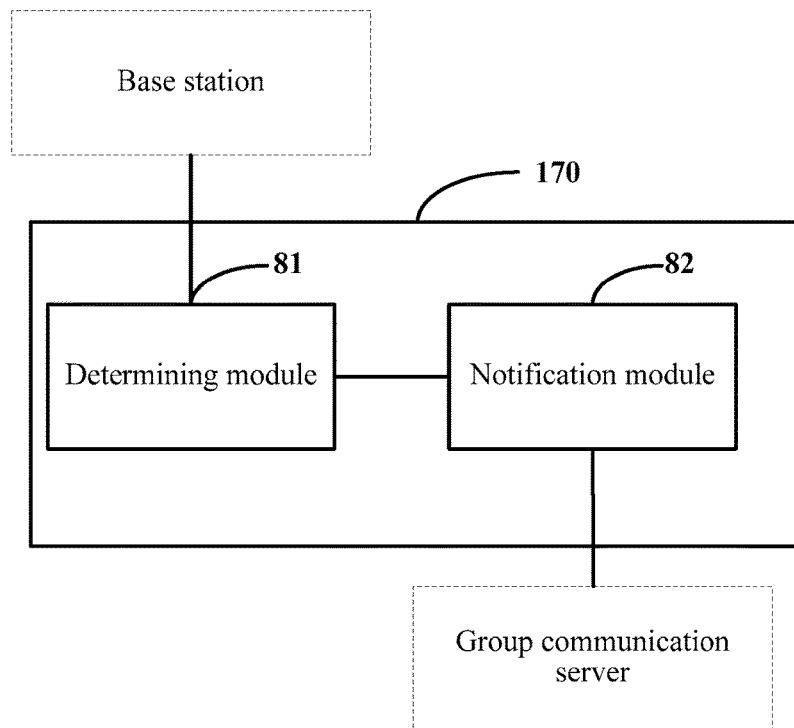 Base station
170
81
82
Determining module
Notification module
Group communication
server